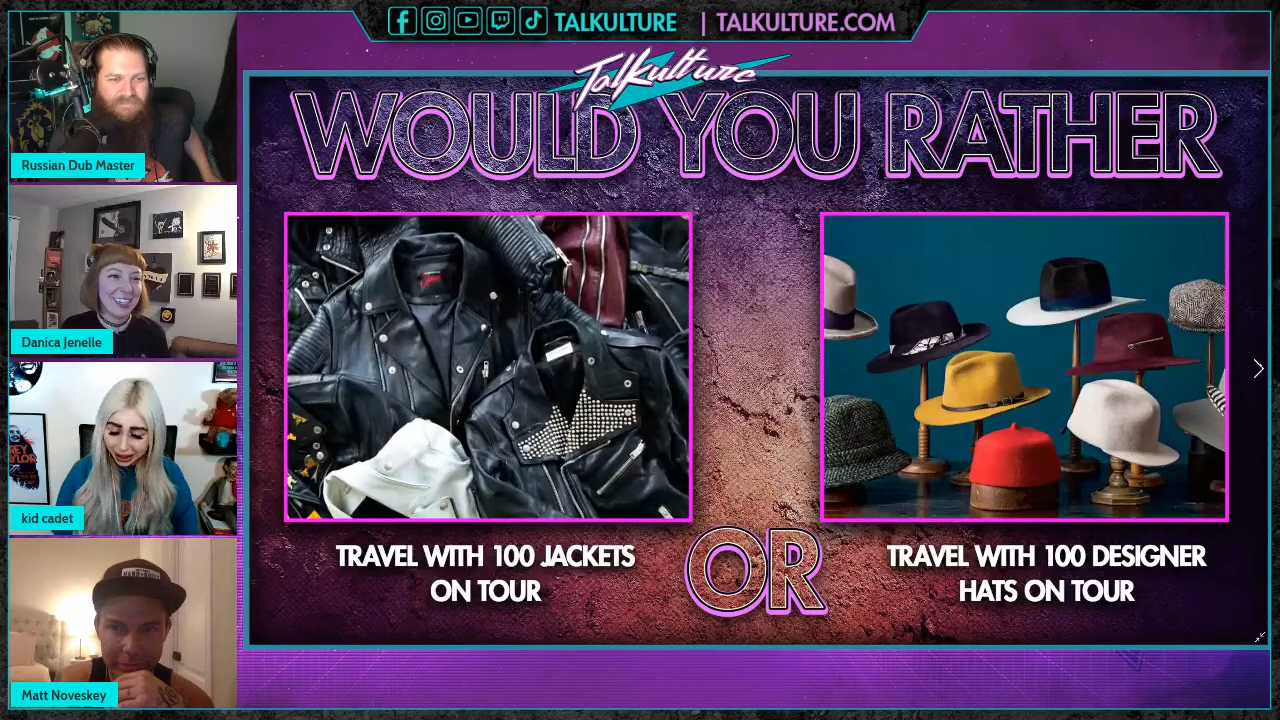 TALKULTURE | TALKULTURE.COM
Talkulture
WOULD YOU RATHER
Russian Dub Master
Danica Jenelle
kid cadet
Matt Noveskey
TRAVEL WITH 100 JACKETS
ON TOUR
OR
TRAVEL WITH 100 DESIGNER
HATS ON TOUR